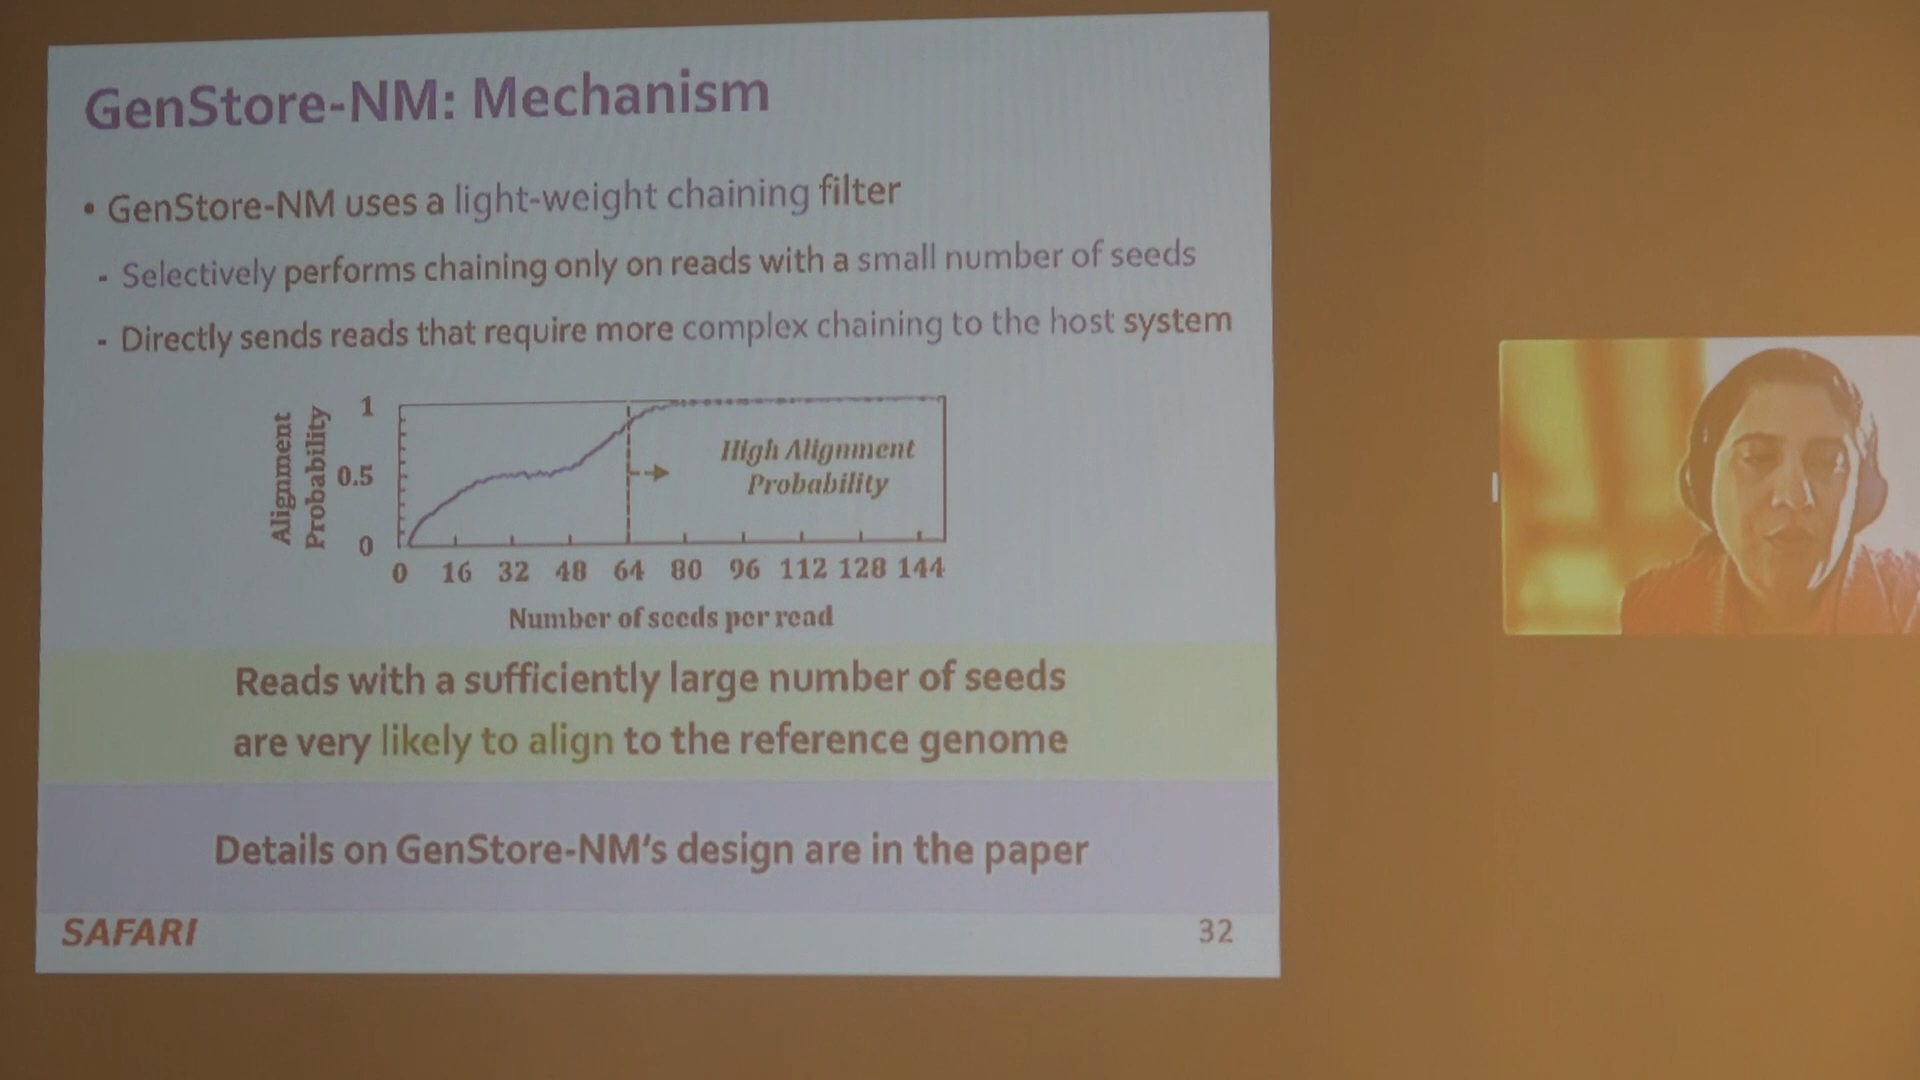 GenStore-NM: Mechanism
• GenStore-NM uses a light-weight chaining filter
- Selectively performs chaining only on reads with a small number of seeds
- Directly sends reads that require more complex chaining to the host system
Alignment
Probability
1
0.5
0
High Alignment
Probability
0 16 32 48 64 80 96 112 128 144
Number of seeds per read
Reads with a sufficiently large number of seeds
are very likely to align to the reference genome
Details on GenStore-NM's design are in the paper
SAFARI
32